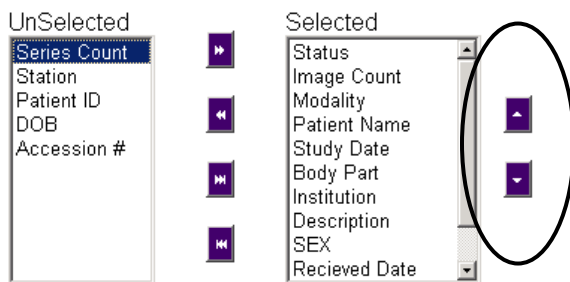 UnSelected
Series Count
Station
Patient ID
DOB
Accession #
Selected
Status
Image Count
Modality
Patient Name
Study Date
Body Part
Institution
Description
SEX
Recieved Date